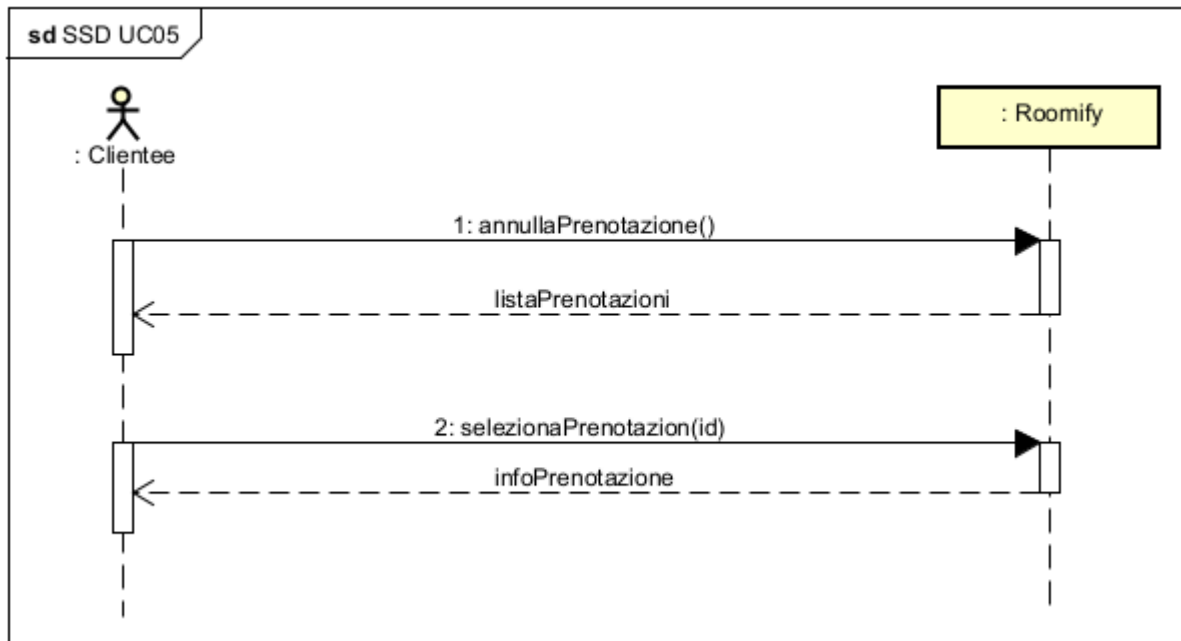 sd SSD UC05
: Clientee
: Roomify
1: annullaPrenotazione()
listaPrenotazioni
2: selezionaPrenotazion(id)
infoPrenotazione